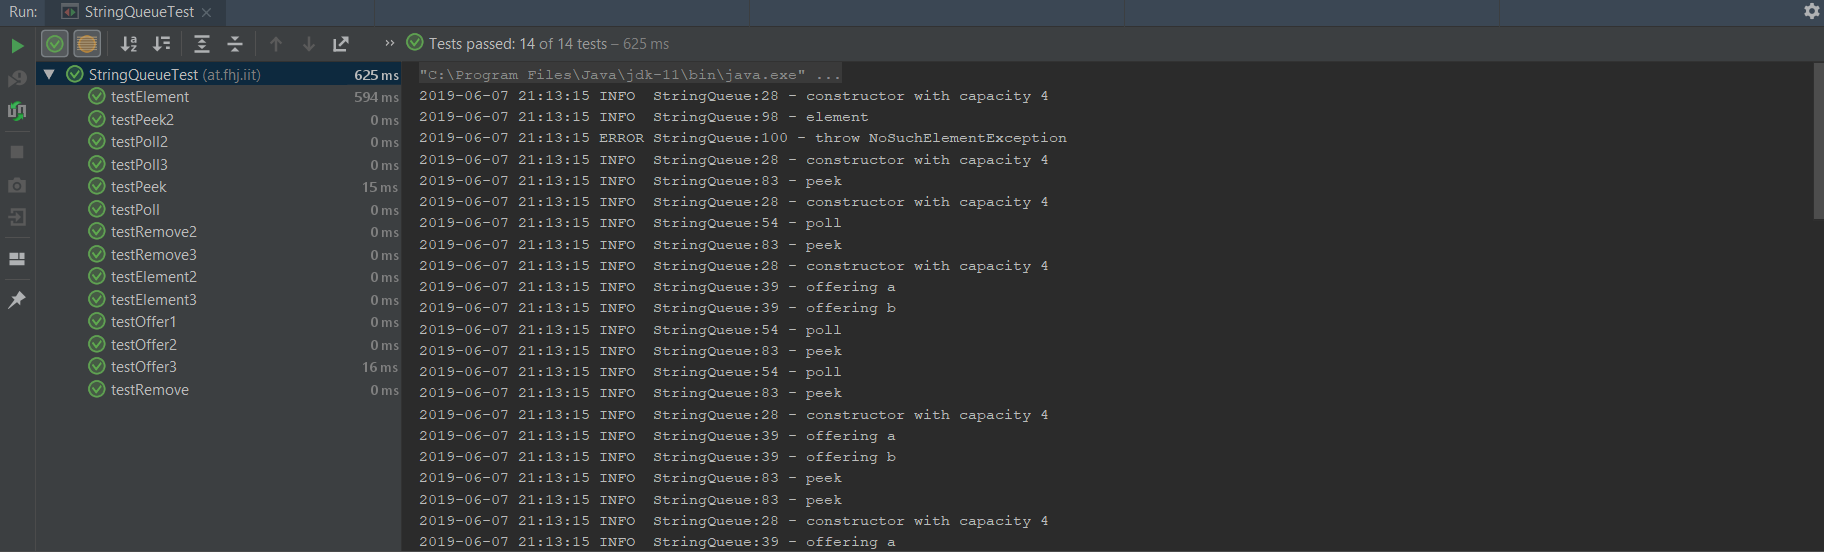 Run: StringQueueTest
Tests passed: 14 of 14 tests – 625 ms
StringQueueTest (at.fhj.iit) 625 ms
testElement 594 ms
testPeek2 0 ms
testPoll2 0 ms
testPoll3 0 ms
testPeek 15 ms
testPoll 0 ms
testRemove2 0 ms
testRemove3 0 ms
testElement2 0 ms
testElement3 0 ms
testOffer1 0 ms
testOffer2 0 ms
testOffer3 16 ms
testRemove 0 ms
"C:\Program Files\Java\jdk-11\bin\java.exe" ...
2019-06-07 21:13:15 INFO  StringQueue:28 - constructor with capacity 4
2019-06-07 21:13:15 INFO  StringQueue:98 - element
2019-06-07 21:13:15 ERROR StringQueue:100 - throw NoSuchElementException
2019-06-07 21:13:15 INFO  StringQueue:28 - constructor with capacity 4
2019-06-07 21:13:15 INFO  StringQueue:83 - peek
2019-06-07 21:13:15 INFO  StringQueue:28 - constructor with capacity 4
2019-06-07 21:13:15 INFO  StringQueue:54 - poll
2019-06-07 21:13:15 INFO  StringQueue:83 - peek
2019-06-07 21:13:15 INFO  StringQueue:28 - constructor with capacity 4
2019-06-07 21:13:15 INFO  StringQueue:39 - offering a
2019-06-07 21:13:15 INFO  StringQueue:39 - offering b
2019-06-07 21:13:15 INFO  StringQueue:54 - poll
2019-06-07 21:13:15 INFO  StringQueue:83 - peek
2019-06-07 21:13:15 INFO  StringQueue:54 - poll
2019-06-07 21:13:15 INFO  StringQueue:83 - peek
2019-06-07 21:13:15 INFO  StringQueue:28 - constructor with capacity 4
2019-06-07 21:13:15 INFO  StringQueue:39 - offering a
2019-06-07 21:13:15 INFO  StringQueue:39 - offering b
2019-06-07 21:13:15 INFO  StringQueue:83 - peek
2019-06-07 21:13:15 INFO  StringQueue:83 - peek
2019-06-07 21:13:15 INFO  StringQueue:28 - constructor with capacity 4
2019-06-07 21:13:15 INFO  StringQueue:39 - offering a